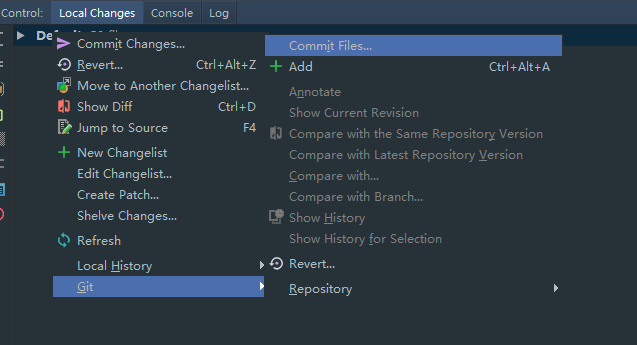 Control: Local Changes Console Log
Commit Changes...
Revert... Ctrl+Alt+Z
Move to Another Changelist...
Show Diff Ctrl+D
Jump to Source F4
New Changelist
Edit Changelist...
Create Patch...
Shelve Changes...
Refresh
Local History
Git
Commit Files...
Add Ctrl+Alt+A
Annotate
Show Current Revision
Compare with the Same Repository Version
Compare with Latest Repository Version
Compare with...
Compare with Branch...
Show History
Show History for Selection
Revert...
Repository